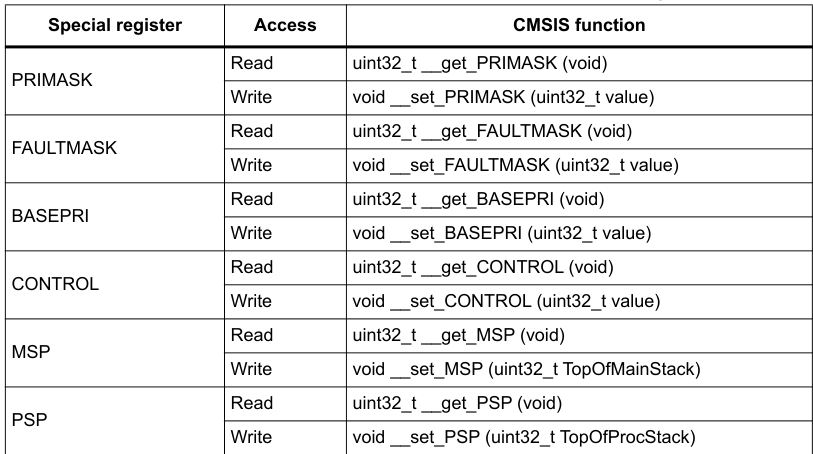 Special register Access CMSIS function
PRIMASK
Read uint32_t __get_PRIMASK (void)
Write void __set_PRIMASK (uint32_t value)
FAULTMASK
Read uint32_t __get_FAULTMASK (void)
Write void __set_FAULTMASK (uint32_t value)
BASEPRI
Read uint32_t __get_BASEPRI (void)
Write void __set_BASEPRI (uint32_t value)
CONTROL
Read uint32_t __get_CONTROL (void)
Write void __set_CONTROL (uint32_t value)
MSP
Read uint32_t __get_MSP (void)
Write void __set_MSP (uint32_t TopOfMainStack)
PSP
Read uint32_t __get_PSP (void)
Write void __set_PSP (uint32_t TopOfProcStack)